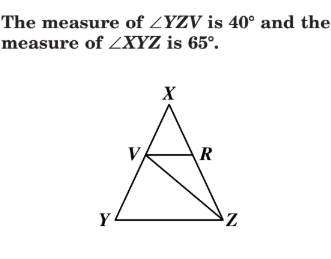 The measure of ∠YZV is 40° and the
measure of ∠XYZ is 65°.
X
V R
Y Z